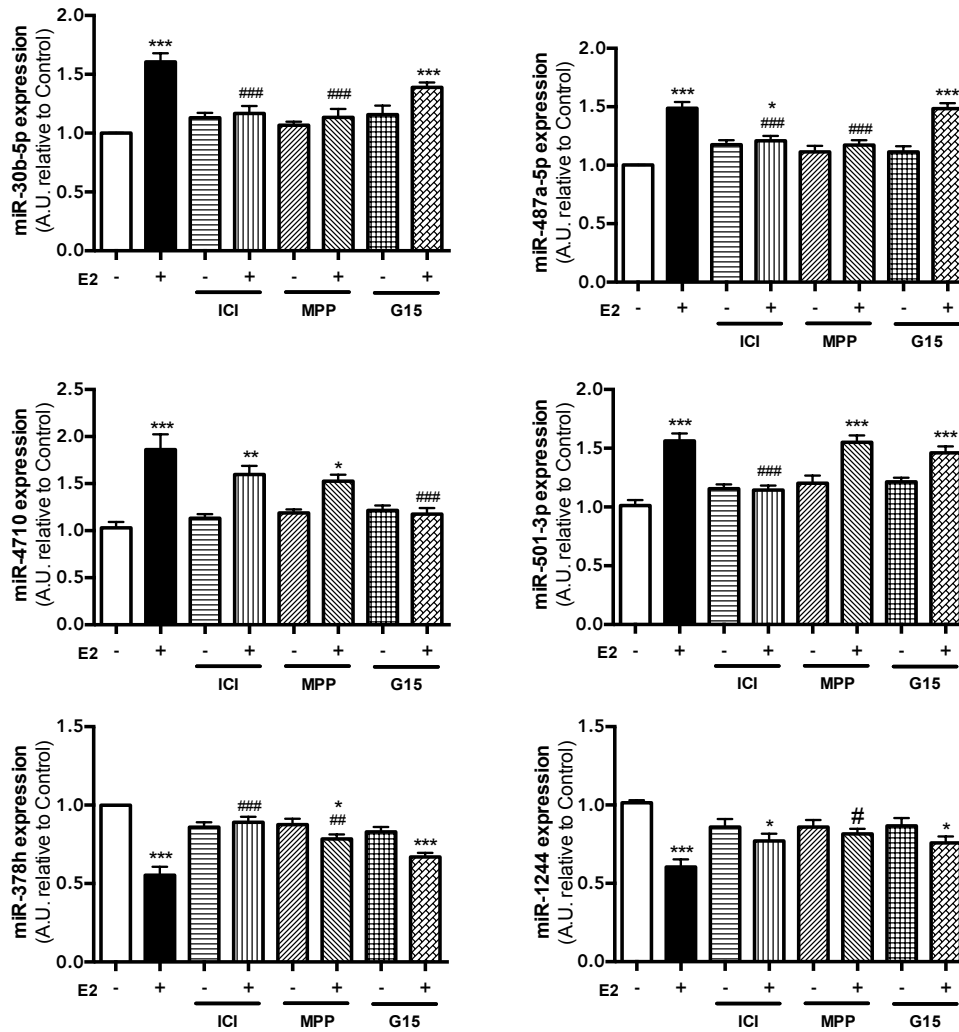 miR-30b-5p expression
(A.U. relative to Control)
2.0
1.5
1.0
0.5
0.0
***
###
###
***
E2 - + - + - + - +
ICI MPP G15
miR-487a-5p expression
(A.U. relative to Control)
2.0
1.5
1.0
0.5
0.0
***
*
###
###
***
E2 - + - + - + - +
ICI MPP G15
miR-4710 expression
(A.U. relative to Control)
2.5
2.0
1.5
1.0
0.5
0.0
***
**
*
###
E2 - + - + - + - +
ICI MPP G15
miR-501-3p expression
(A.U. relative to Control)
2.0
1.5
1.0
0.5
0.0
***
###
***
***
E2 - + - + - + - +
ICI MPP G15
miR-378h expression
(A.U. relative to Control)
1.5
1.0
0.5
0.0
***
###
*
##
***
E2 - + - + - + - +
ICI MPP G15
miR-1244 expression
(A.U. relative to Control)
1.5
1.0
0.5
0.0
***
*
#
*
E2 - + - + - + - +
ICI MPP G15